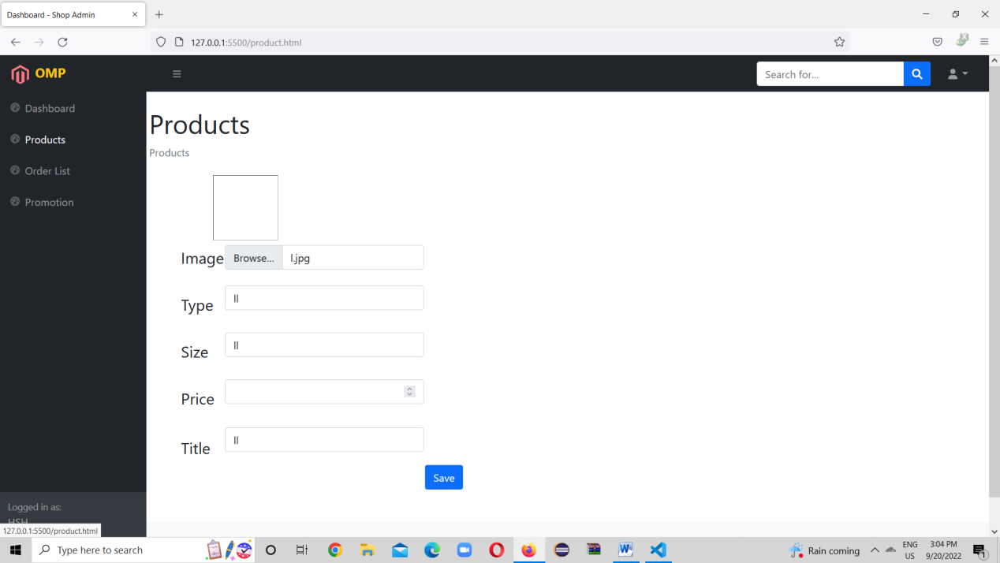 Dashboard - Shop Admin
127.0.0.1:5500/product.html
OMP
Search for...
Dashboard
Products
Order List
Promotion
Products
Products
Image Browse... l.jpg
Type ll
Size ll
Price
Title ll
Save
Logged in as:
HSH
127.0.0.1:5500/product.html
Type here to search
Rain coming
ENG
US
3:04 PM
9/20/2022
1